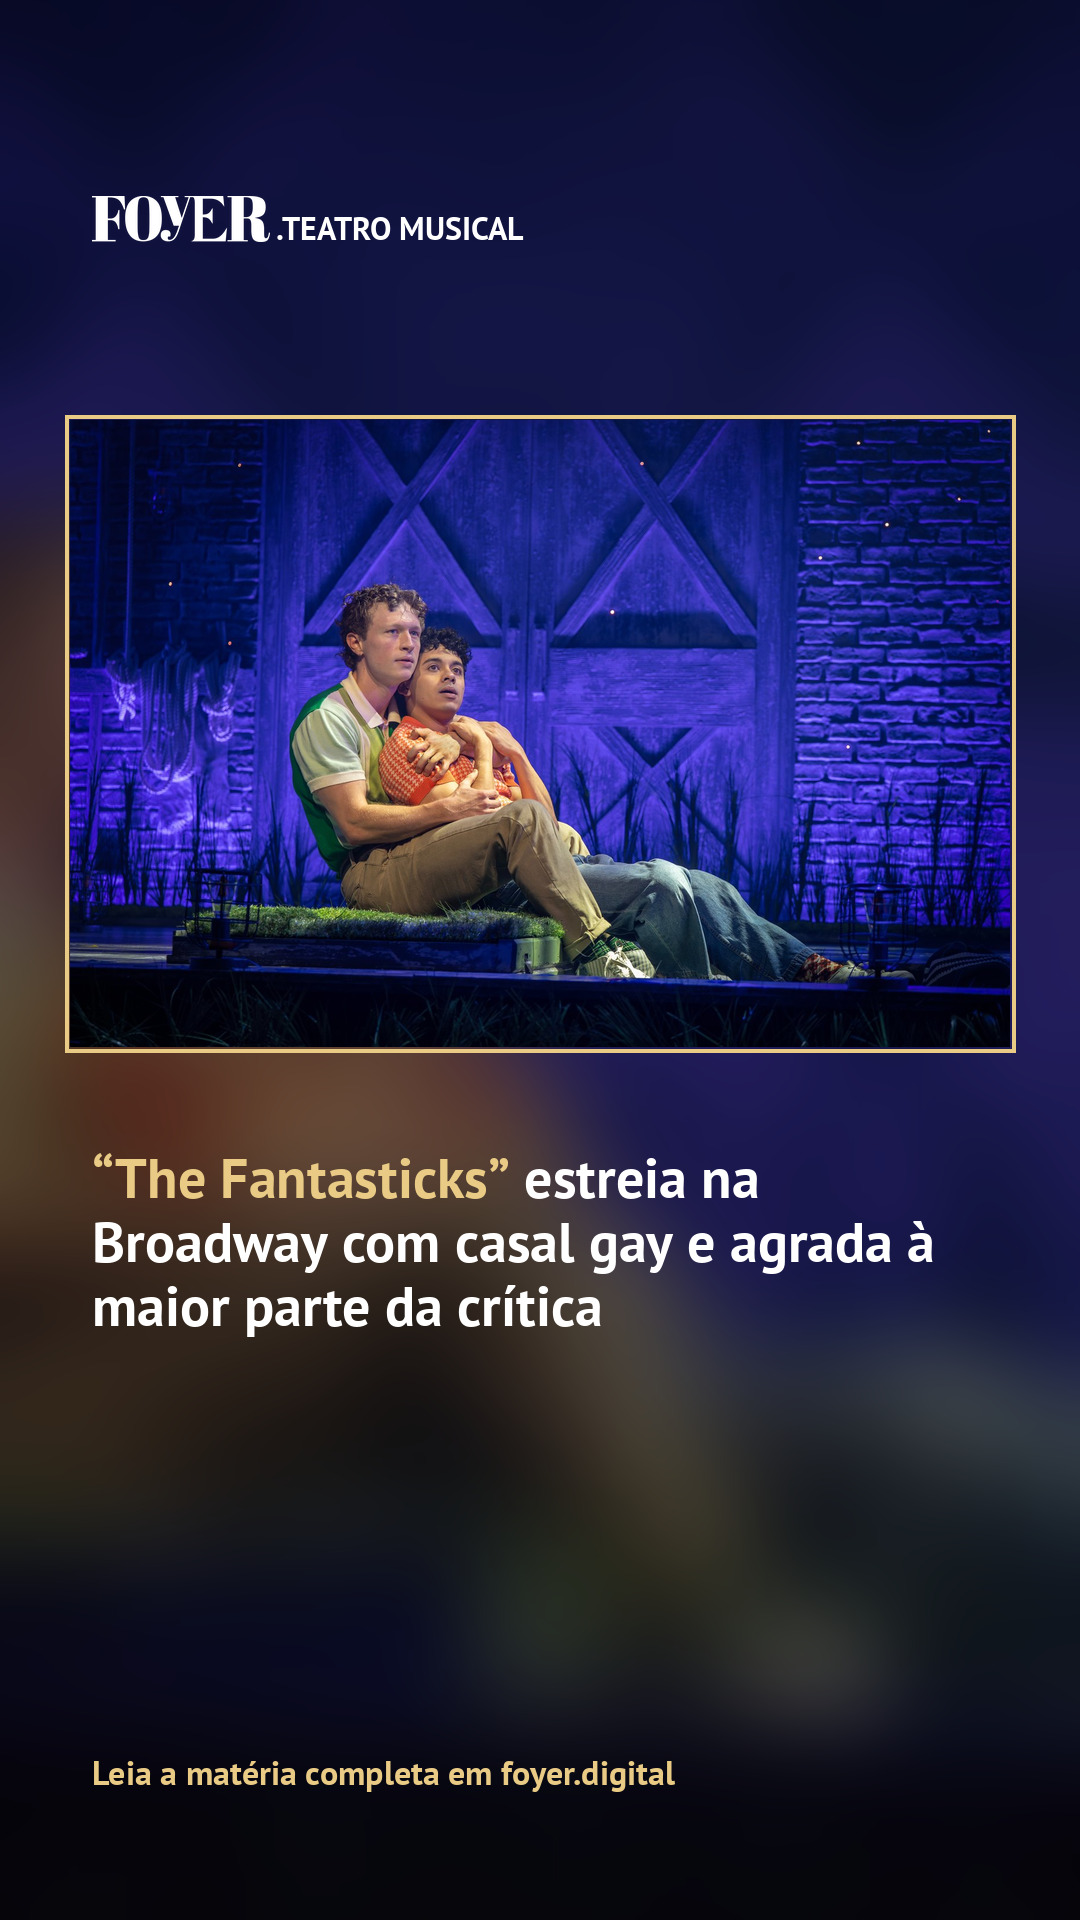 FOYER .TEATRO MUSICAL
“The Fantasticks” estreia na
Broadway com casal gay e agrada à
maior parte da crítica
Leia a matéria completa em foyer.digital